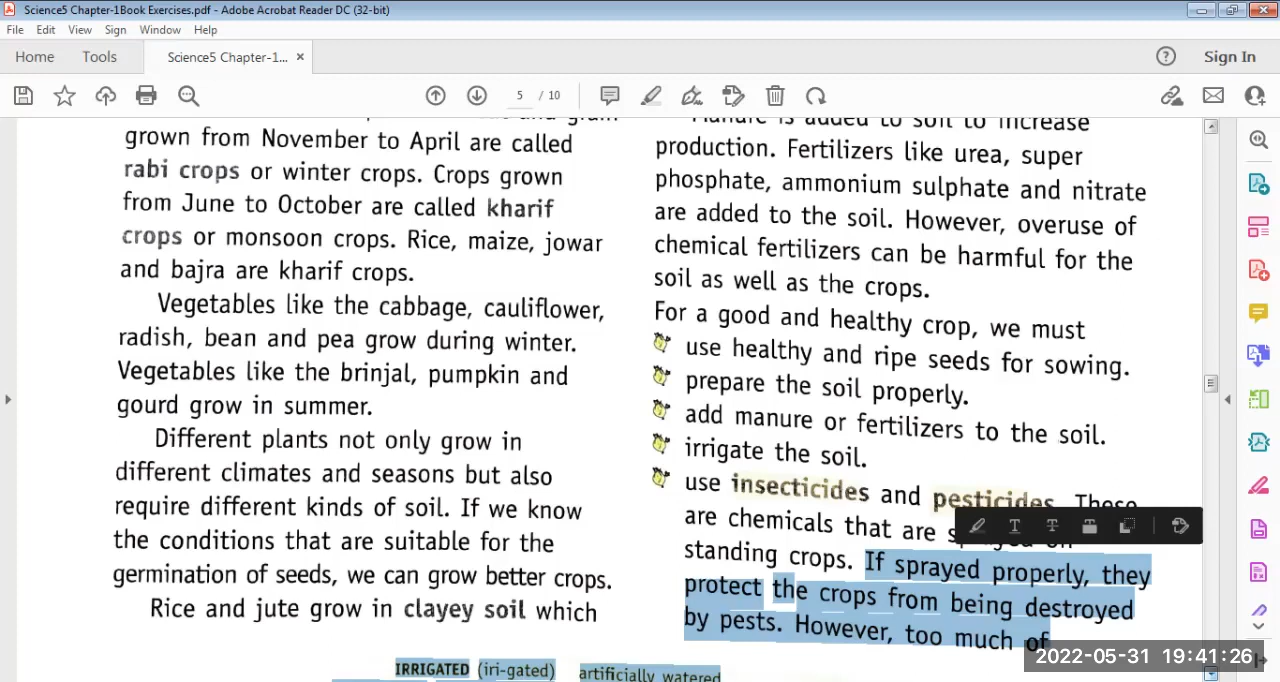 Science5 Chapter-1Book Exercises.pdf - Adobe Acrobat Reader DC (32-bit)
File Edit View Sign Window Help
Home Tools Science5 Chapter-1... × Sign In
5 / 10
grown from November to April are called
rabi crops or winter crops. Crops grown
from June to October are called kharif
crops or monsoon crops. Rice, maize, jowar
and bajra are kharif crops.
Vegetables like the cabbage, cauliflower,
radish, bean and pea grow during winter.
Vegetables like the brinjal, pumpkin and
gourd grow in summer.
Different plants not only grow in
different climates and seasons but also
require different kinds of soil. If we know
the conditions that are suitable for the
germination of seeds, we can grow better crops.
Rice and jute grow in clayey soil which
Manure is added to soil to increase
production. Fertilizers like urea, super
phosphate, ammonium sulphate and nitrate
are added to the soil. However, overuse of
chemical fertilizers can be harmful for the
soil as well as the crops.
For a good and healthy crop, we must
use healthy and ripe seeds for sowing.
prepare the soil properly.
add manure or fertilizers to the soil.
irrigate the soil.
use insecticides and pesticides. These
are chemicals that are sprayed on
standing crops. If sprayed properly, they
protect the crops from being destroyed
by pests. However, too much of
IRRIGATED (iri-gated) artificially watered
2022-05-31 19:41:26